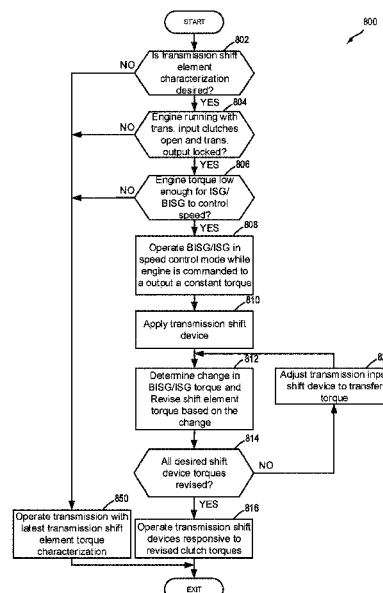 START
800
802
Is transmission shift
element
characterization
desired?
NO
YES
804
Engine running with
trans. input clutches
open and trans.
output locked?
NO
YES
806
Engine torque low
enough for ISG/
BISG to control
speed?
NO
YES
808
Operate BISG/ISG in
speed control mode while
engine is commanded to
a output a constant torque
810
Apply transmission shift
device
812
Determine change in
BISG/ISG torque and
Revise shift element
torque based on the
change
Adjust transmission inpu
shift device to transfer
torque
814
All desired shift
device torques
revised?
NO
YES
850
Operate transmission with
latest transmission shift
element torque
characterization
816
Operate transmission shift
devices responsive to
revised clutch torques
EXIT